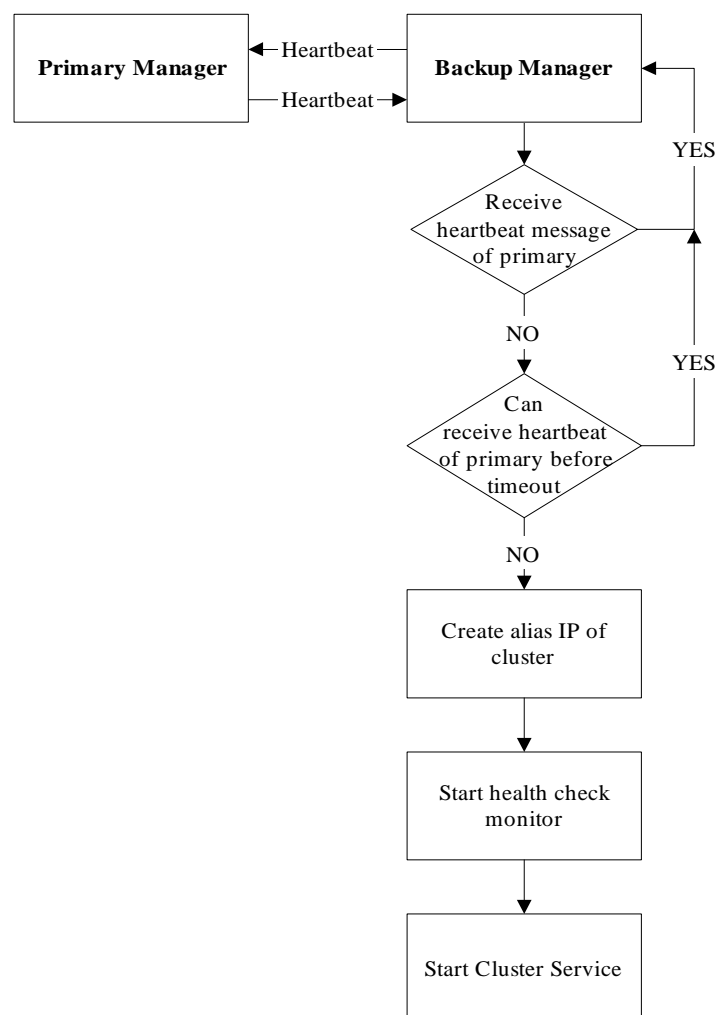 Primary Manager
Heartbeat
Heartbeat
Backup Manager
YES
Receive
heartbeat message
of primary
NO
YES
Can
receive heartbeat
of primary before
timeout
NO
Create alias IP of
cluster
Start health check
monitor
Start Cluster Service